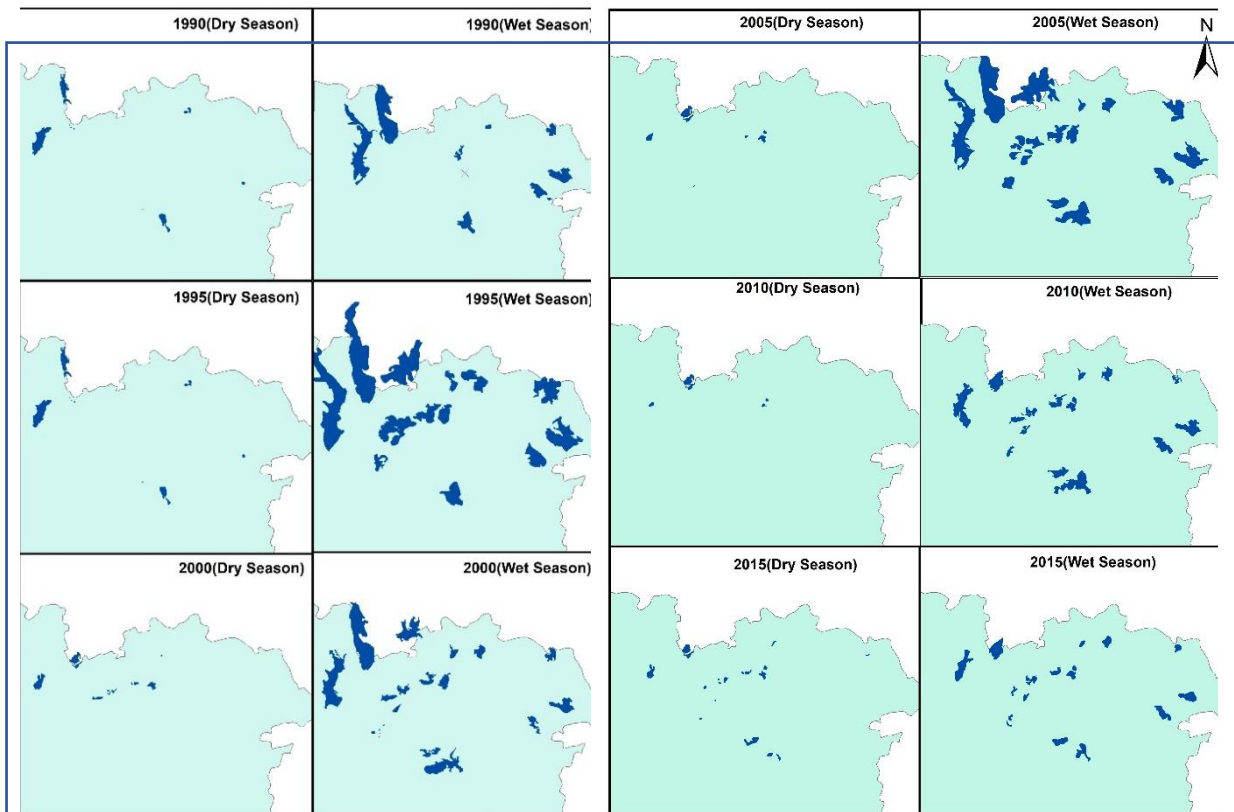 1990(Dry Season)
1990(Wet Season)
2005(Dry Season)
2005(Wet Season)
N
1995(Dry Season)
1995(Wet Season)
2010(Dry Season)
2010(Wet Season)
2000(Dry Season)
2000(Wet Season)
2015(Dry Season)
2015(Wet Season)